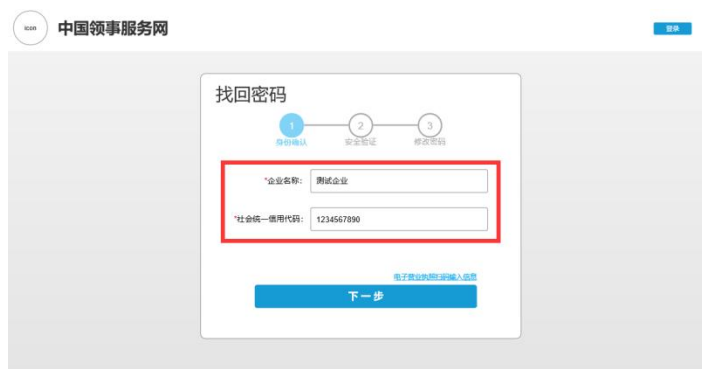 icon 中国领事服务网
登录
找回密码
1 2 3
身份确认 安全验证 修改密码
*企业名称: 测试企业
*社会统一信用代码: 1234567890
电子营业执照扫码输入信息
下一步